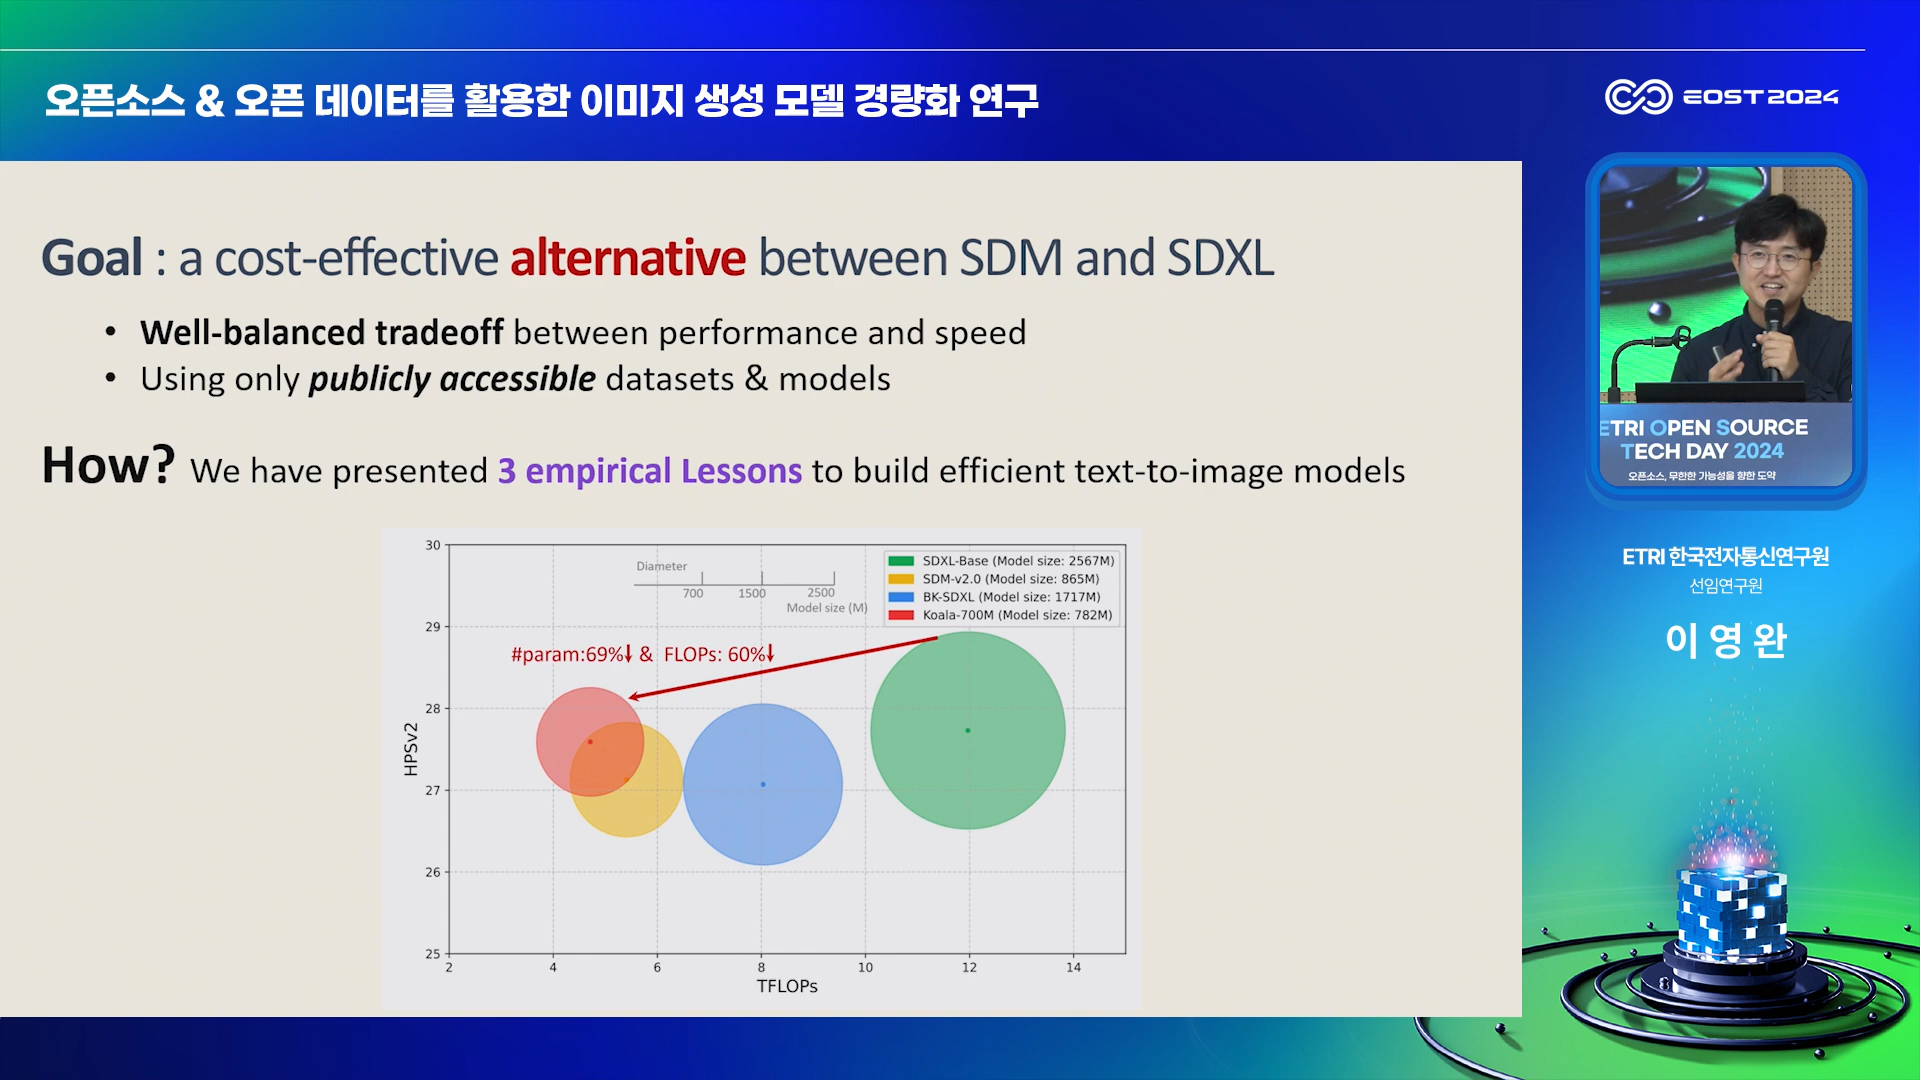 오픈소스 & 오픈 데이터를 활용한 이미지 생성 모델 경량화 연구
EOST 2024
Goal : a cost-effective alternative between SDM and SDXL
• Well-balanced tradeoff between performance and speed
• Using only publicly accessible datasets & models
How? We have presented 3 empirical Lessons to build efficient text-to-image models
Diameter
700 1500 2500
Model size (M)
SDXL-Base (Model size: 2567M)
SDM-v2.0 (Model size: 865M)
BK-SDXL (Model size: 1717M)
Koala-700M (Model size: 782M)
#param:69%↓ & FLOPs: 60%↓
30
29
28
27
26
25
HPSv2
2 4 6 8 10 12 14
TFLOPs
ETRI OPEN SOURCE
TECH DAY 2024
오픈소스, 무한한 가능성을 향한 도약
ETRI 한국전자통신연구원
선임연구원
이영완